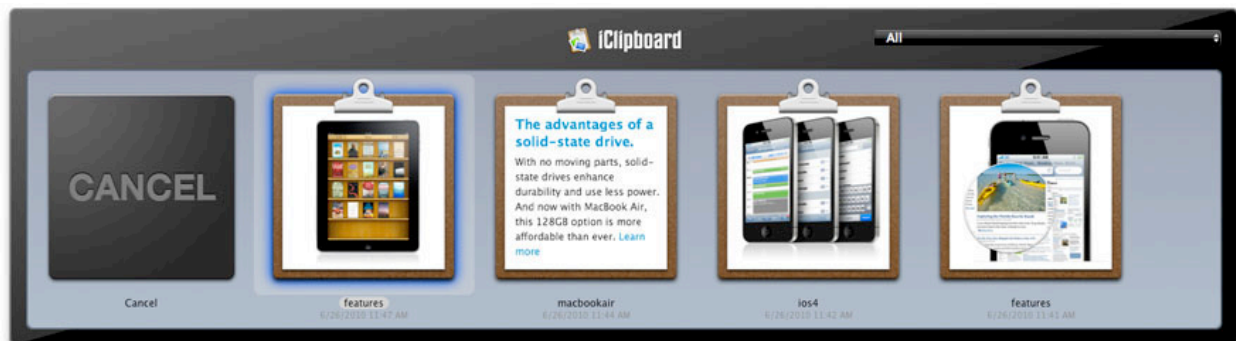 iClipboard
All
CANCEL
The advantages of a
solid-state drive.
With no moving parts, solid-
state drives enhance
durability and use less power.
And now with MacBook Air,
this 128GB option is more
affordable than ever. Learn
more
Cancel
features
6/26/2010 11:47 AM
macbookair
6/26/2010 11:44 AM
ios4
6/26/2010 11:42 AM
features
6/26/2010 11:41 AM